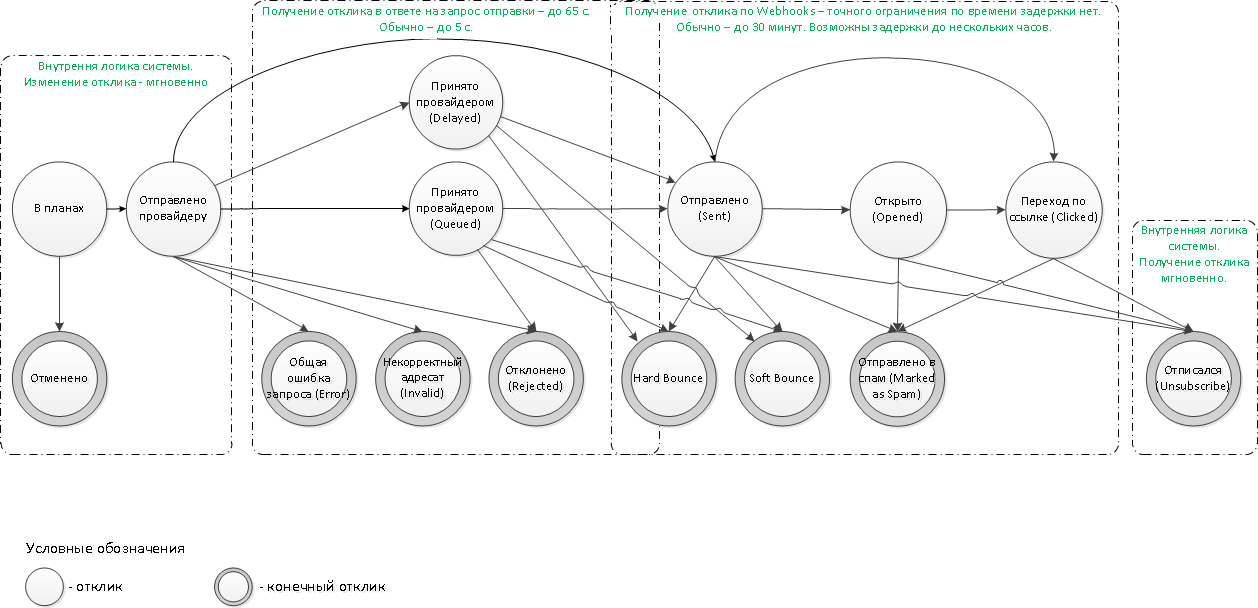 Получение отклика в ответе на запрос отправки – до 65 с.
Обычно – до 5 с.
Получение отклика по Webhooks – точного ограничения по времени задержки нет.
Обычно – до 30 минут. Возможны задержки до нескольких часов.
Внутрення логика системы.
Изменение отклика - мгновенно
Принято
провайдером
(Delayed)
В планах
Отправлено
провайдеру
Принято
провайдером
(Queued)
Отправлено
(Sent)
Открыто
(Opened)
Переход по
ссылке (Clicked)
Внутренняя логика
системы.
Получение отклика
мгновенно.
Отменено
Общая
ошибка
запроса (Error)
Некорректный
адресат
(Invalid)
Отклонено
(Rejected)
Hard Bounce
Soft Bounce
Отправлено в
спам (Marked
as Spam)
Отписался
(Unsubscribe)
Условные обозначения
- отклик
- конечный отклик